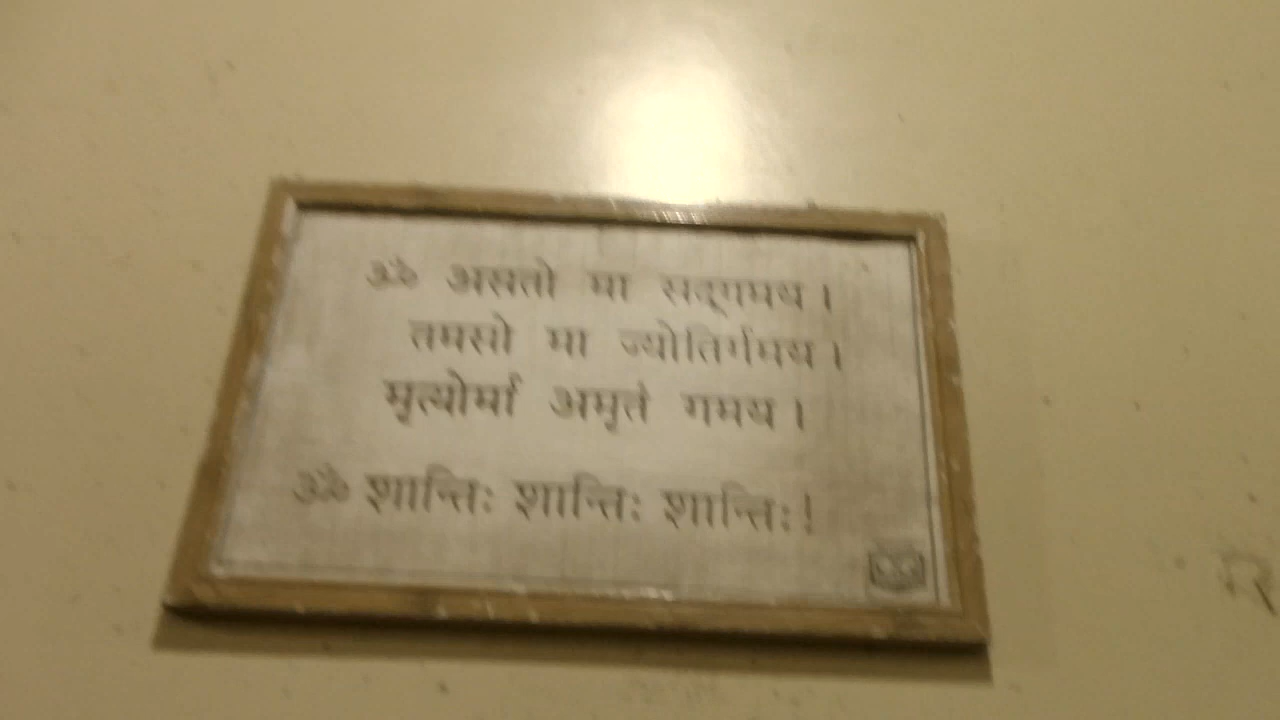 ॐ असतो मा सद्गमय।
तमसो मा ज्योतिर्गमय।
मृत्योर्मा अमृतं गमय।
ॐ शान्तिः शान्तिः शान्तिः!